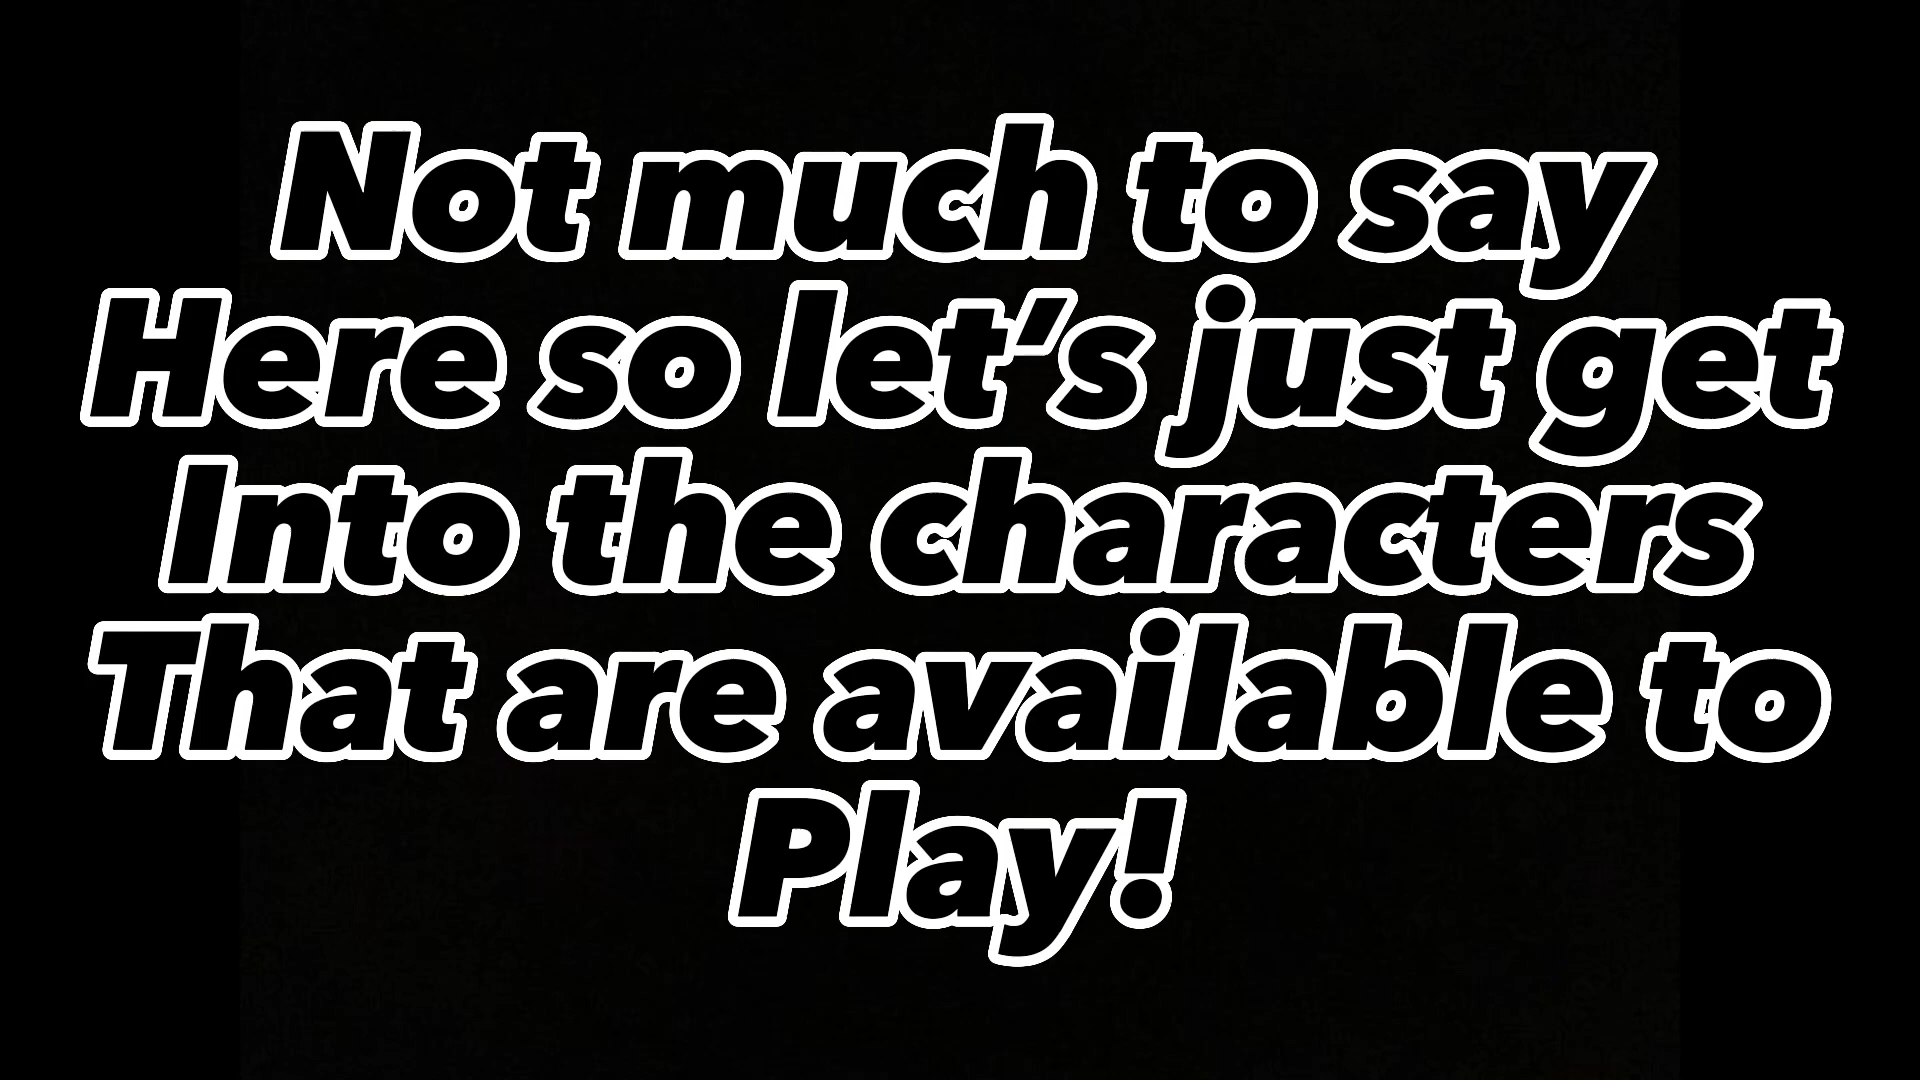 Not much to say
Here so let’s just get
Into the characters
That are available to
Play!